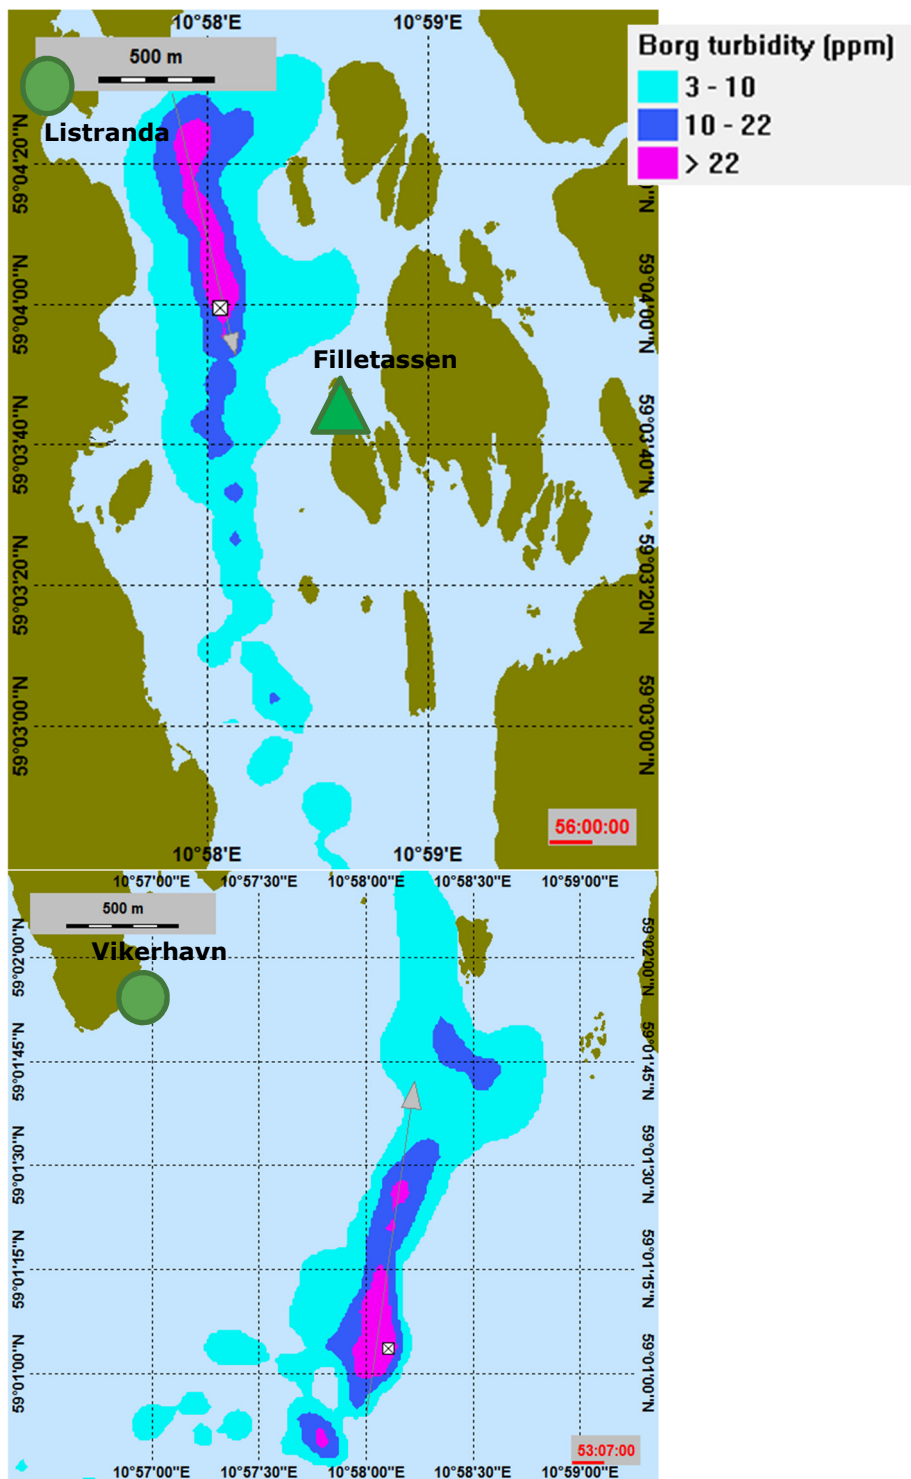 10°58'E 10°59'E
500 m
Listranda
Borg turbidity (ppm)
3 - 10
10 - 22
> 22
59°04'20"N
59°04'00"N 59°04'00"N
Filletassen
59°03'40"N 59°03'40"N
59°03'20"N 59°03'20"N
59°03'00"N 59°03'00"N
56:00:00
10°58'E 10°59'E
10°57'00"E 10°57'30"E 10°58'00"E 10°58'30"E 10°59'00"E
500 m
Vikerhavn
59°02'00"N 59°02'00"N
59°01'45"N 59°01'45"N
59°01'30"N 59°01'30"N
59°01'15"N 59°01'15"N
59°01'00"N 59°01'00"N
53:07:00
10°57'00"E 10°57'30"E 10°58'00"E 10°58'30"E 10°59'00"E